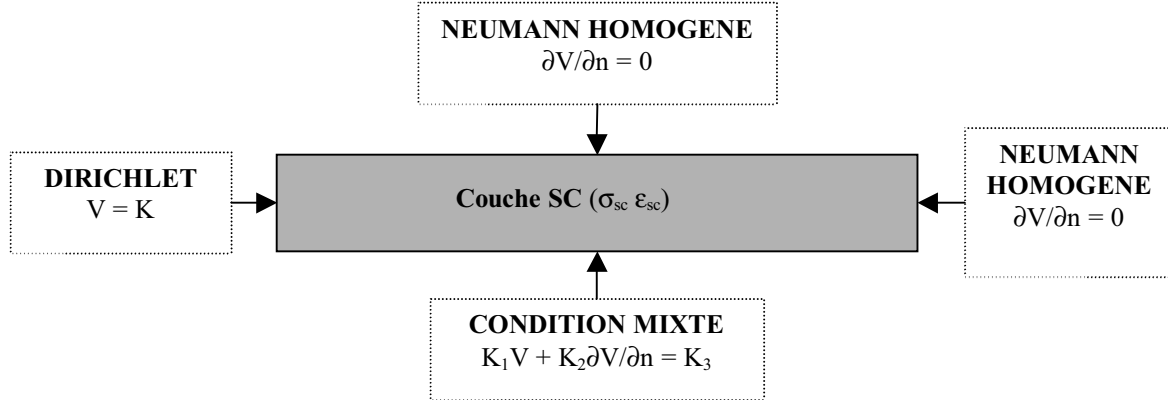 NEUMANN HOMOGENE
∂V/∂n = 0
DIRICHLET
V = K
Couche SC (σsc εsc)
NEUMANN
HOMOGENE
∂V/∂n = 0
CONDITION MIXTE
K1V + K2∂V/∂n = K3